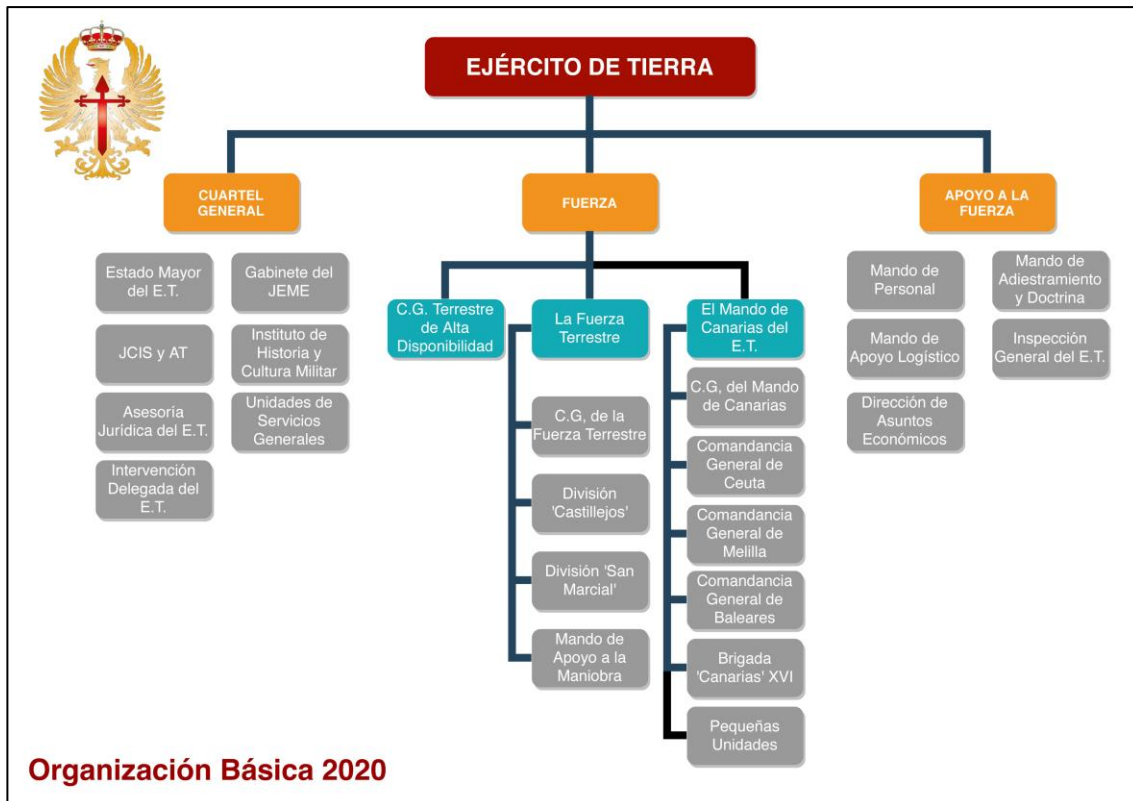 EJÉRCITO DE TIERRA
CUARTEL
GENERAL
Estado Mayor
del E.T.
Gabinete del
JEME
JCIS y AT
Instituto de
Historia y
Cultura Militar
Asesoría
Jurídica del E.T.
Unidades de
Servicios
Generales
Intervención
Delegada del
E.T.
FUERZA
C.G. Terrestre
de Alta
Disponibilidad
La Fuerza
Terrestre
C.G, de la
Fuerza Terrestre
División
'Castillejos'
División 'San
Marcial'
Mando de
Apoyo a la
Maniobra
El Mando de
Canarias del
E.T.
C.G, del Mando
de Canarias
Comandancia
General de
Ceuta
Comandancia
General de
Melilla
Comandancia
General de
Baleares
Brigada
'Canarias' XVI
Pequeñas
Unidades
APOYO A LA
FUERZA
Mando de
Personal
Mando de
Adiestramiento
y Doctrina
Mando de
Apoyo Logístico
Inspección
General del E.T.
Dirección de
Asuntos
Económicos
Organización Básica 2020